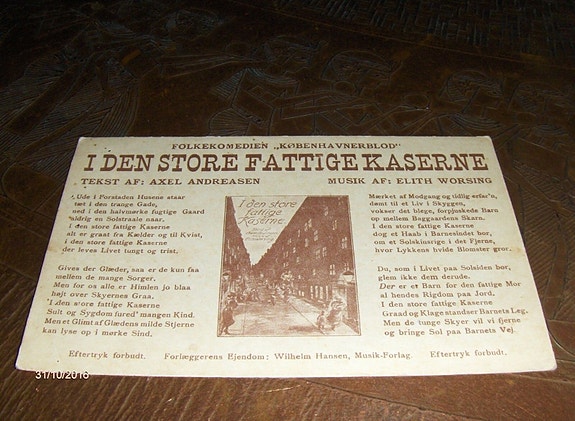 FOLKEKOMEDIEN „KØBENHAVNERBLOD"
I DEN STORE FATTIGE KASERNE
TEKST AF: AXEL ANDREASEN
MUSIK AF: ELITH WORSING
Ude i Forstaden Husene staar
tæt i den trange Gade,
ned i den halvmørke fugtige Gaard
aldrig en Solstraale naar.
I den store fattige Kaserne
alt er graat fra Kælder og til Kvist,
i den store fattige Kaserne
der leves Livet tungt og trist.
Gives der Glæder, saa er de kun faa
mellem de mange Sorger.
Men for os alle er Himlen jo blaa
højt over Skyernes Graa.
I den store fattige Kaserne
Sult og Sygdom fured' mangen Kind.
Men et Glimt af Glædens milde Stjerne
kan lyse op i mørke Sind.
I den store
fattige
Kaserne
Mærket af Modgang og tidlig erfar'n,
dømt til et Liv i Skyggen,
vokser det blege, forpjuskede Barn
op mellem Baggaardens Skarn.
I den store fattige Kaserne
dog et Haab i Barnesindet bor,
om et Solskinsrige i det Fjerne,
hvor Lykkens hvide Blomster gror.
Du, som i Livet paa Solsiden bor,
glem ikke dem derude.
Der er et Barn for den fattige Mor
al hendes Rigdom paa Jord.
I den store fattige Kaserne
Graad og Klage standser Barnets Leg.
Men de tunge Skyer vil vi fjerne
og bringe Sol paa Barnets Vej.
Eftertryk forbudt.
Forlæggerens Ejendom: Wilhelm Hansen, Musik-Forlag.
Eftertryk forbudt.
31/10/2016